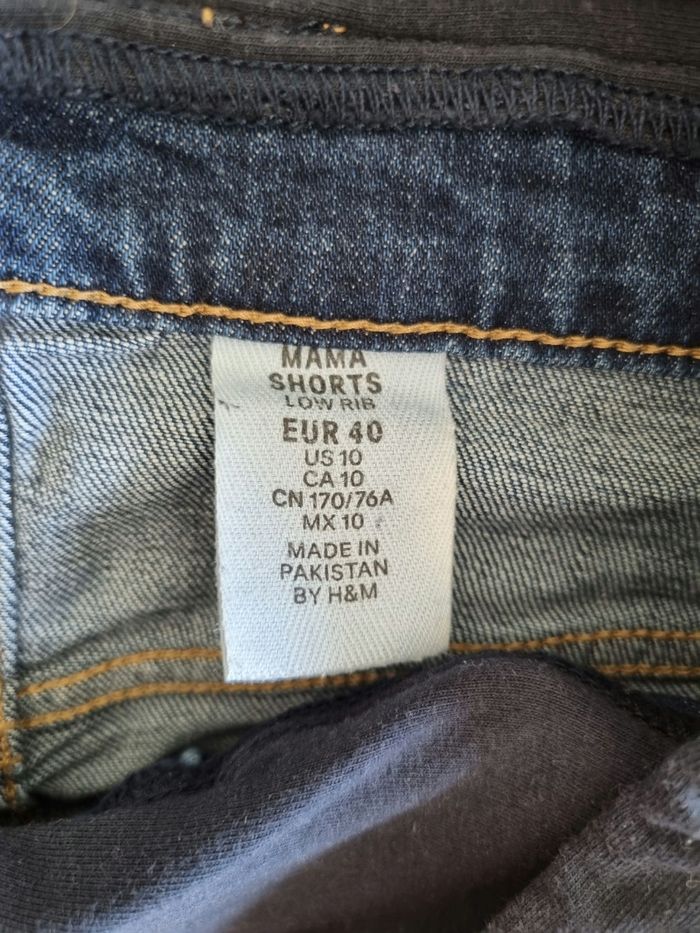 MAMA
SHORTS
LOW RIB
EUR 40
US 10
CA 10
CN 170/76A
MX 10
MADE IN
PAKISTAN
BY H&M